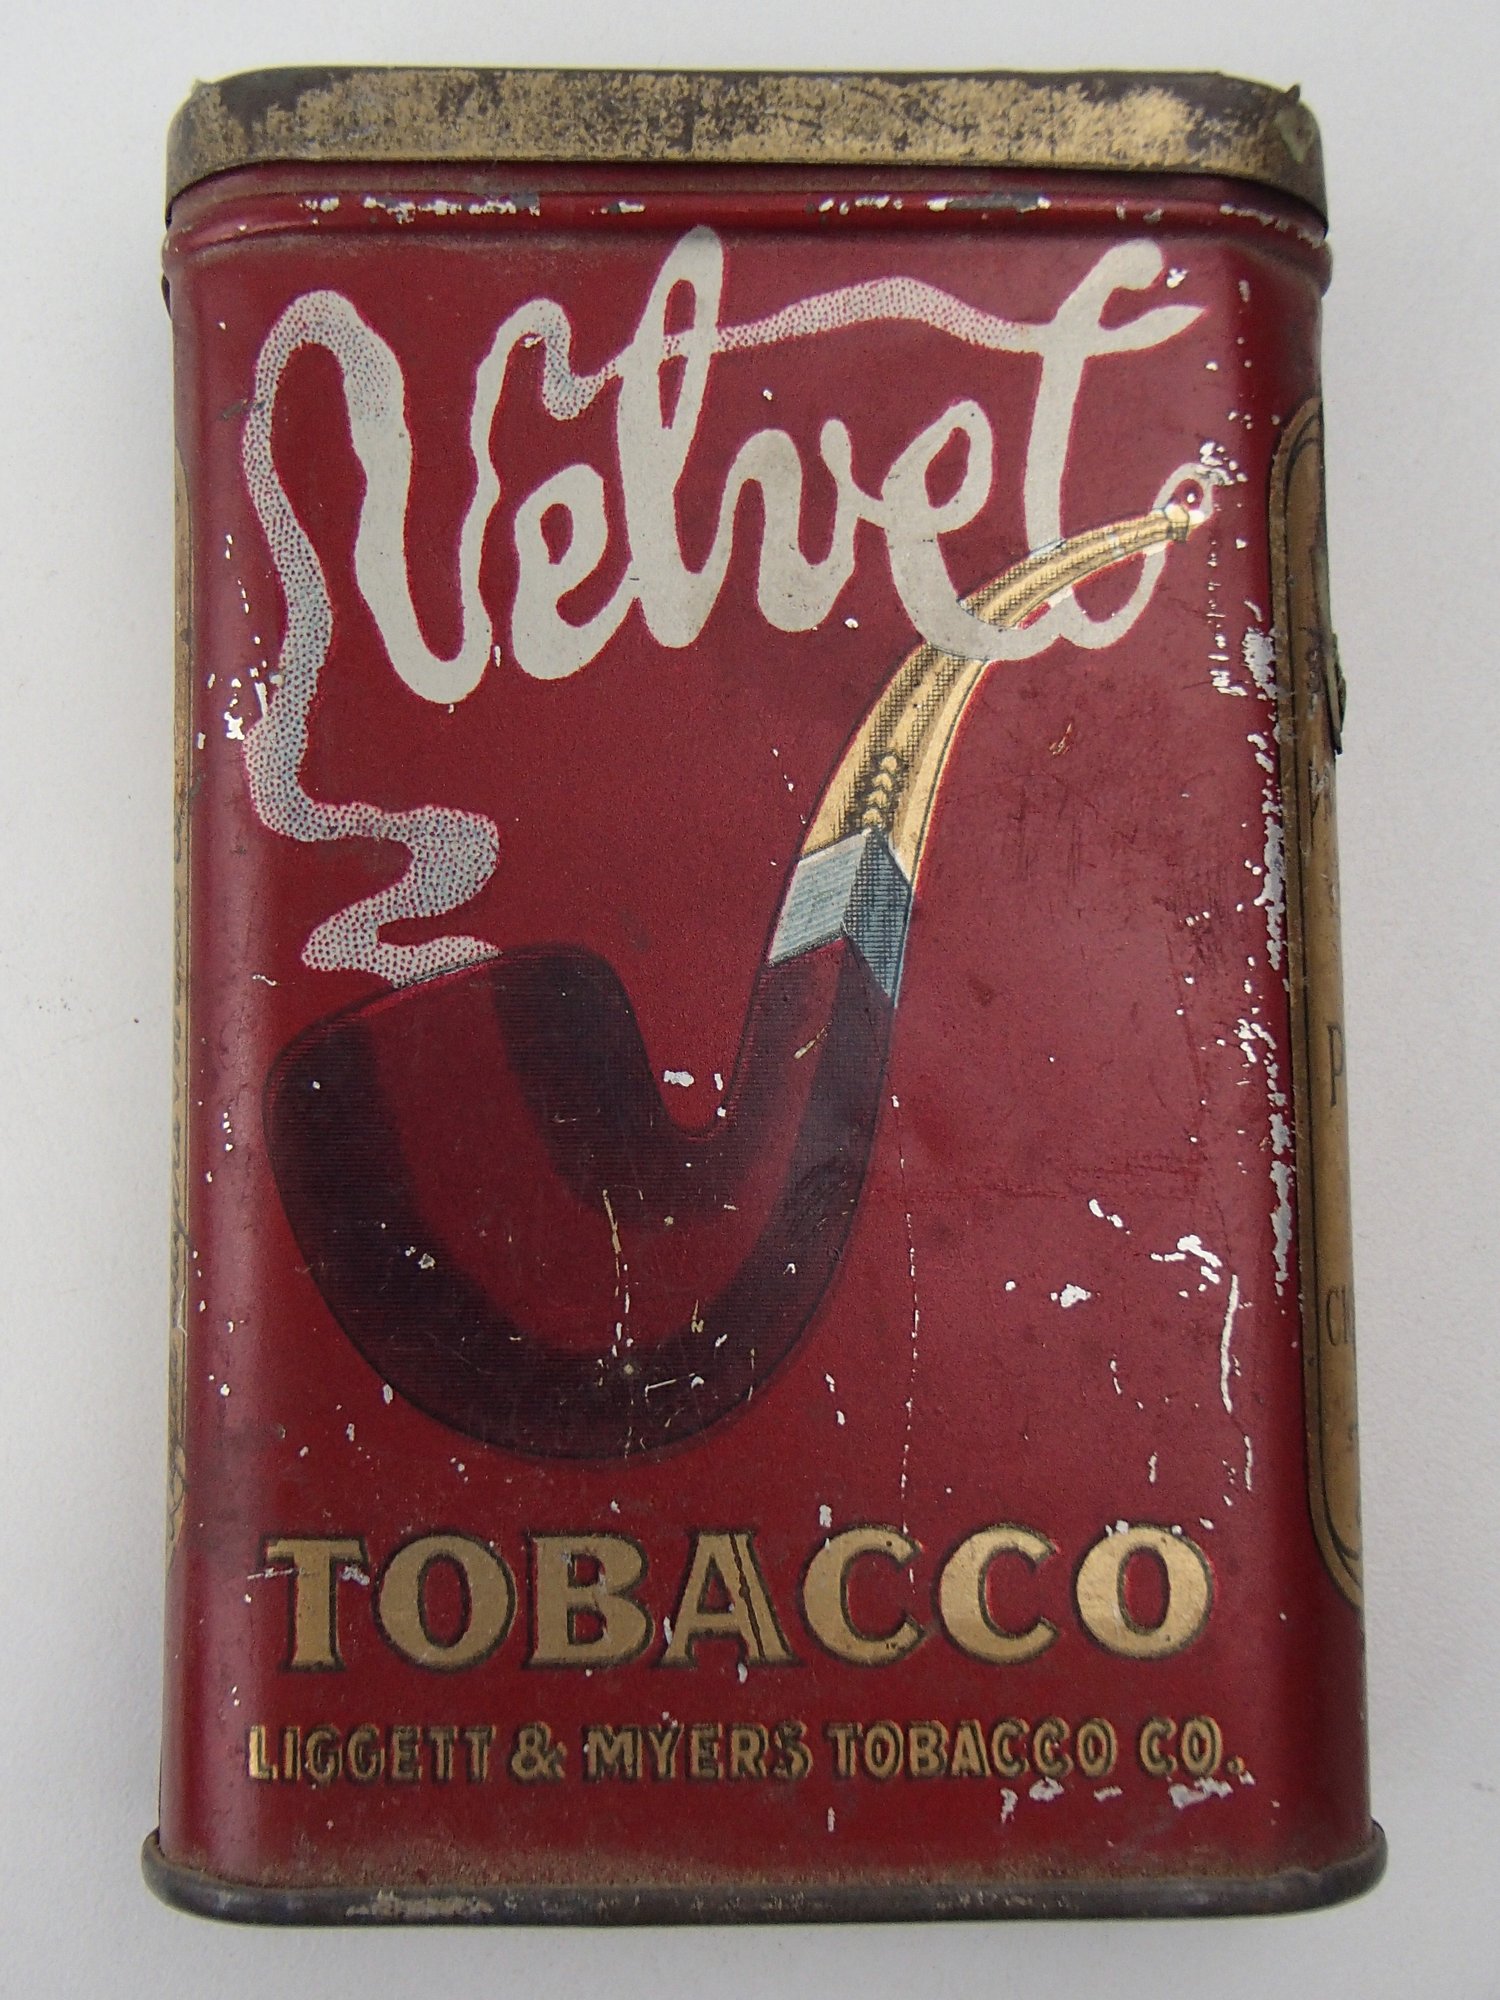 Velvet
TOBACCO
LIGGETT & MYERS TOBACCO CO.